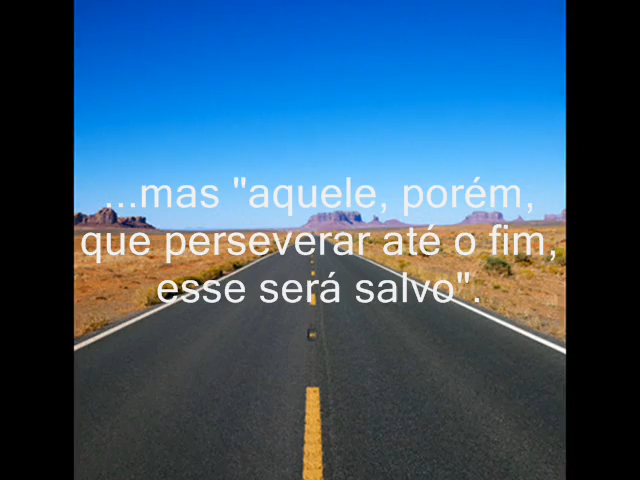 ...mas "aquele, porém,
que perseverar até o fim,
esse será salvo".